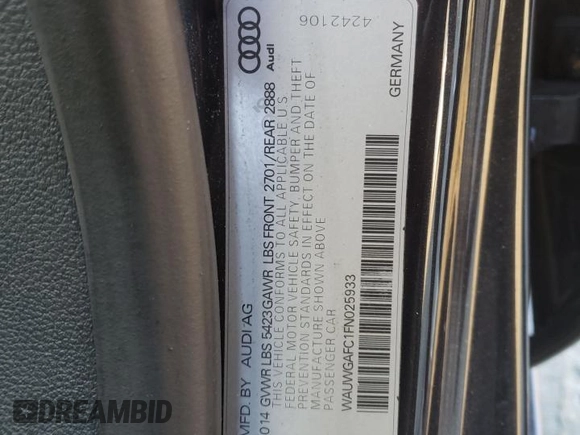 MFD. BY AUDI AG
014 GVWR LBS 5423 GAWR LBS FRONT 2701/REAR 2888
THIS VEHICLE CONFORMS TO ALL APPLICABLE U S
FEDERAL MOTOR VEHICLE SAFETY, BUMPER AND THEFT
PREVENTION STANDARDS IN EFFECT ON THE DATE OF
MANUFACTURE SHOWN ABOVE
PASSENGER CAR
WAUWGAFC1FN025933
GERMANY
Audi
4242106
DREAMBID